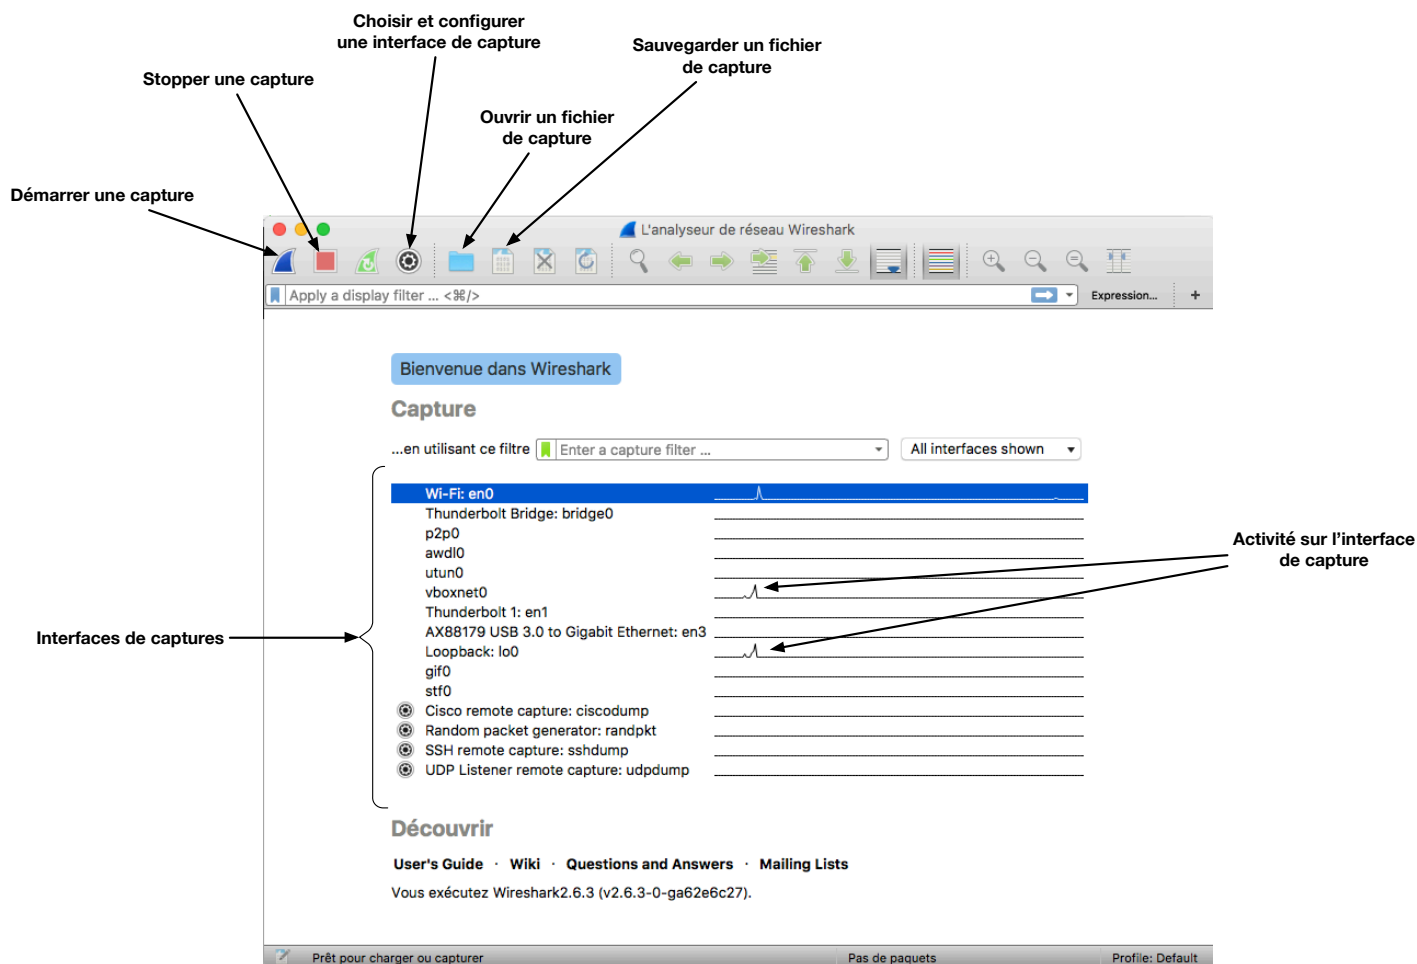 Choisir et configurer
une interface de capture
Sauvegarder un fichier
de capture
Stopper une capture
Ouvrir un fichier
de capture
Démarrer une capture
L'analyseur de réseau Wireshark
Apply a display filter ... <⌘/>
Expression...
+
Bienvenue dans Wireshark
Capture
...en utilisant ce filtre
Enter a capture filter ...
All interfaces shown
Wi-Fi: en0
Thunderbolt Bridge: bridge0
p2p0
awdl0
utun0
vboxnet0
Thunderbolt 1: en1
AX88179 USB 3.0 to Gigabit Ethernet: en3
Loopback: lo0
gif0
stf0
Cisco remote capture: ciscodump
Random packet generator: randpkt
SSH remote capture: sshdump
UDP Listener remote capture: udpdump
Activité sur l'interface
de capture
Interfaces de captures
Découvrir
User's Guide · Wiki · Questions and Answers · Mailing Lists
Vous exécutez Wireshark2.6.3 (v2.6.3-0-ga62e6c27).
Prêt pour charger ou capturer
Pas de paquets
Profile: Default